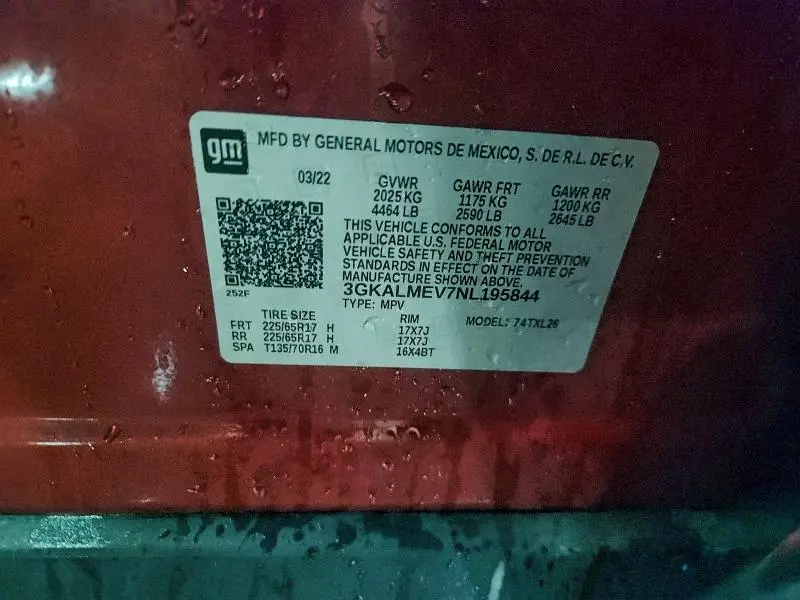 gm
MFD BY GENERAL MOTORS DE MEXICO, S. DE R.L. DE C.V.
03/22 GVWR GAWR FRT GAWR RR
2025 KG 1175 KG 1200 KG
4464 LB 2590 LB 2645 LB
THIS VEHICLE CONFORMS TO ALL
APPLICABLE U.S. FEDERAL MOTOR
VEHICLE SAFETY AND THEFT PREVENTION
STANDARDS IN EFFECT ON THE DATE OF
MANUFACTURE SHOWN ABOVE.
252F
3GKALMEV7NL195844
TYPE: MPV MODEL: 74TXL26
TIRE SIZE RIM
FRT 225/65R17 H 17X7J
RR 225/65R17 H 17X7J
SPA T135/70R16 M 16X4BT